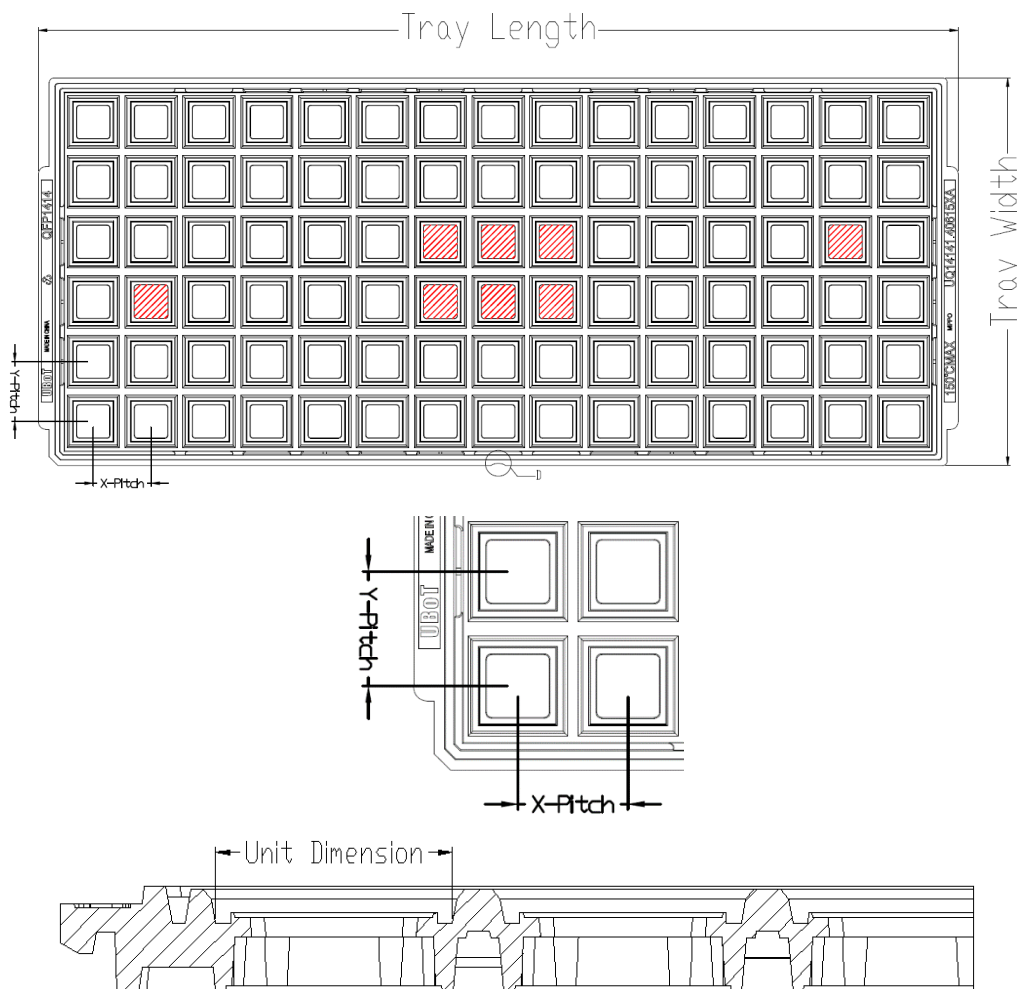 Tray Length
Tray Width
QFP1414
MADE IN CHINA
UBoT
UQ14141.40615XA
MPPO
150°CMAX
Y-Pitch
X-Pitch
D
MADE IN C
UBoT
Y-Pitch
X-Pitch
Unit Dimension